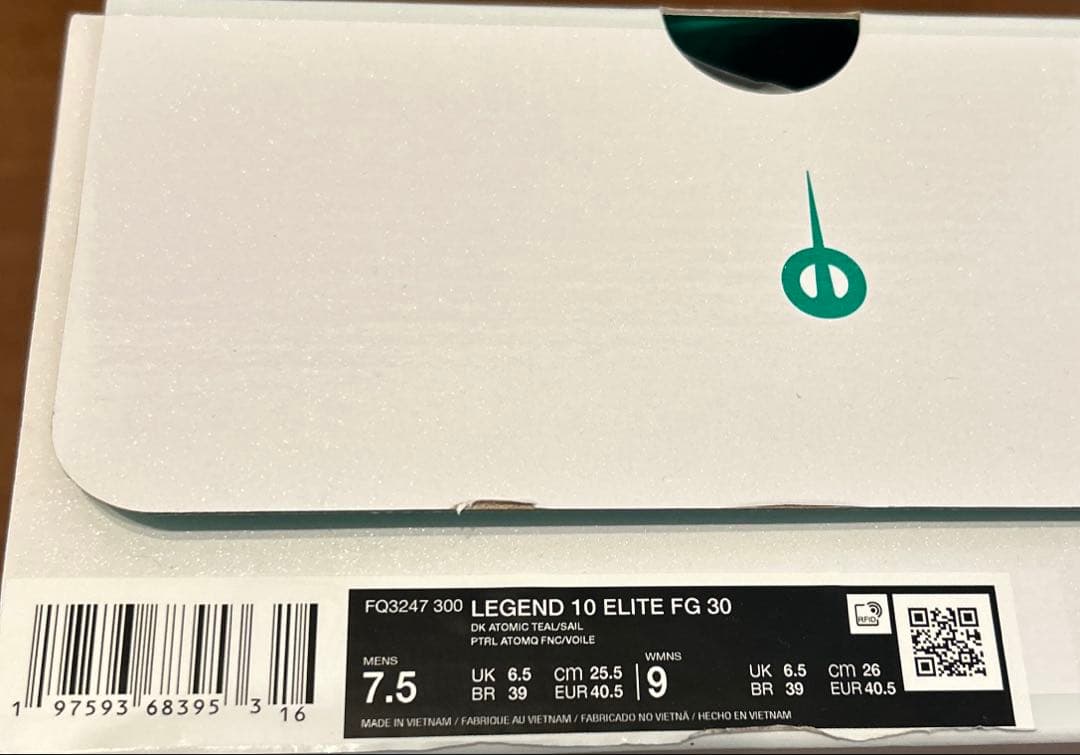 FQ3247 300 LEGEND 10 ELITE FG 30
DK ATOMIC TEAL/SAIL
PTRL ATOMQ FNC/VOILE
RFID
MENS
7.5
UK 6.5 cm 25.5
BR 39 EUR 40.5
WMNS
9
UK 6.5 cm 26
BR 39 EUR 40.5
MADE IN VIETNAM / FABRIQUE AU VIETNAM / FABRICADO NO VIETNÃ / HECHO EN VIETNAM
1 97593 68395 3 16